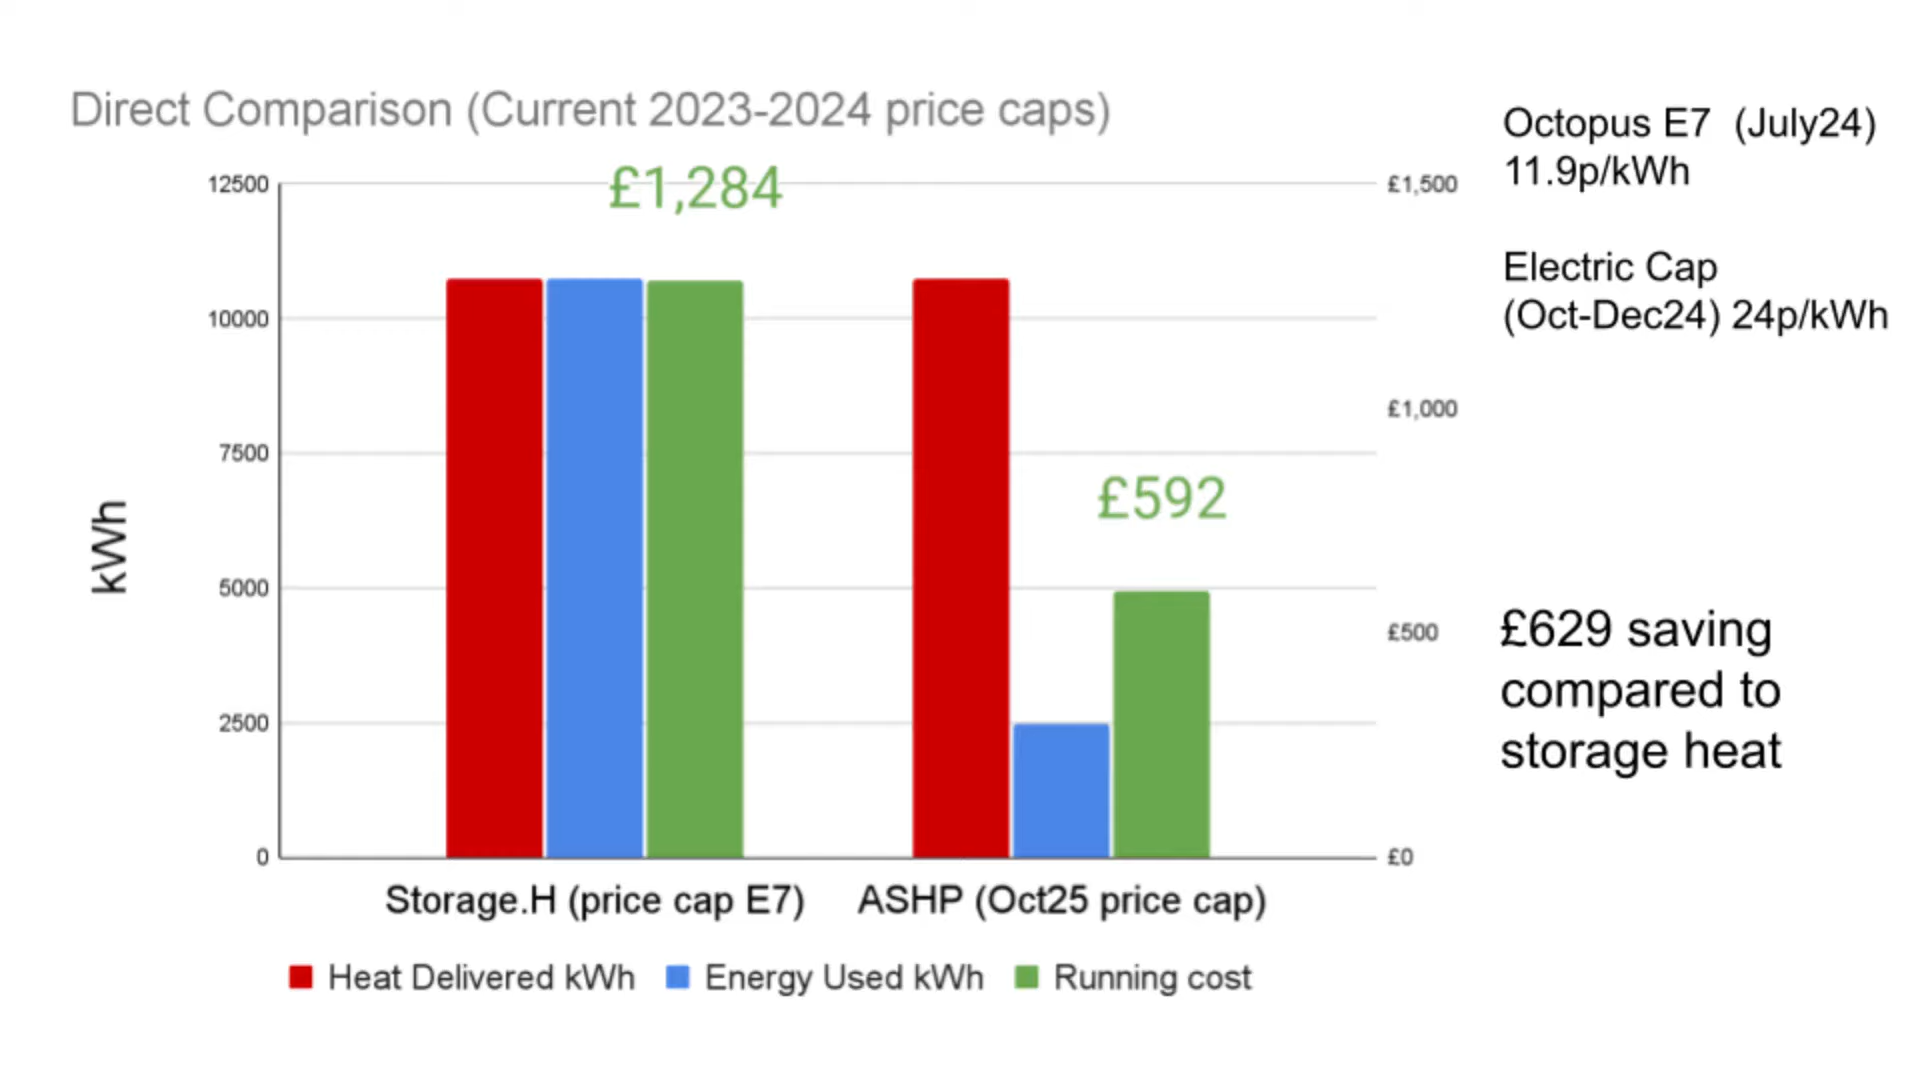 Direct Comparison (Current 2023-2024 price caps)
Octopus E7 (July24)
11.9p/kWh
Electric Cap
(Oct-Dec24) 24p/kWh
£1,284
12500
10000
7500
5000
2500
0
kWh
£1,500
£1,000
£500
£0
£592
£629 saving
compared to
storage heat
Storage.H (price cap E7)
ASHP (Oct25 price cap)
Heat Delivered kWh
Energy Used kWh
Running cost